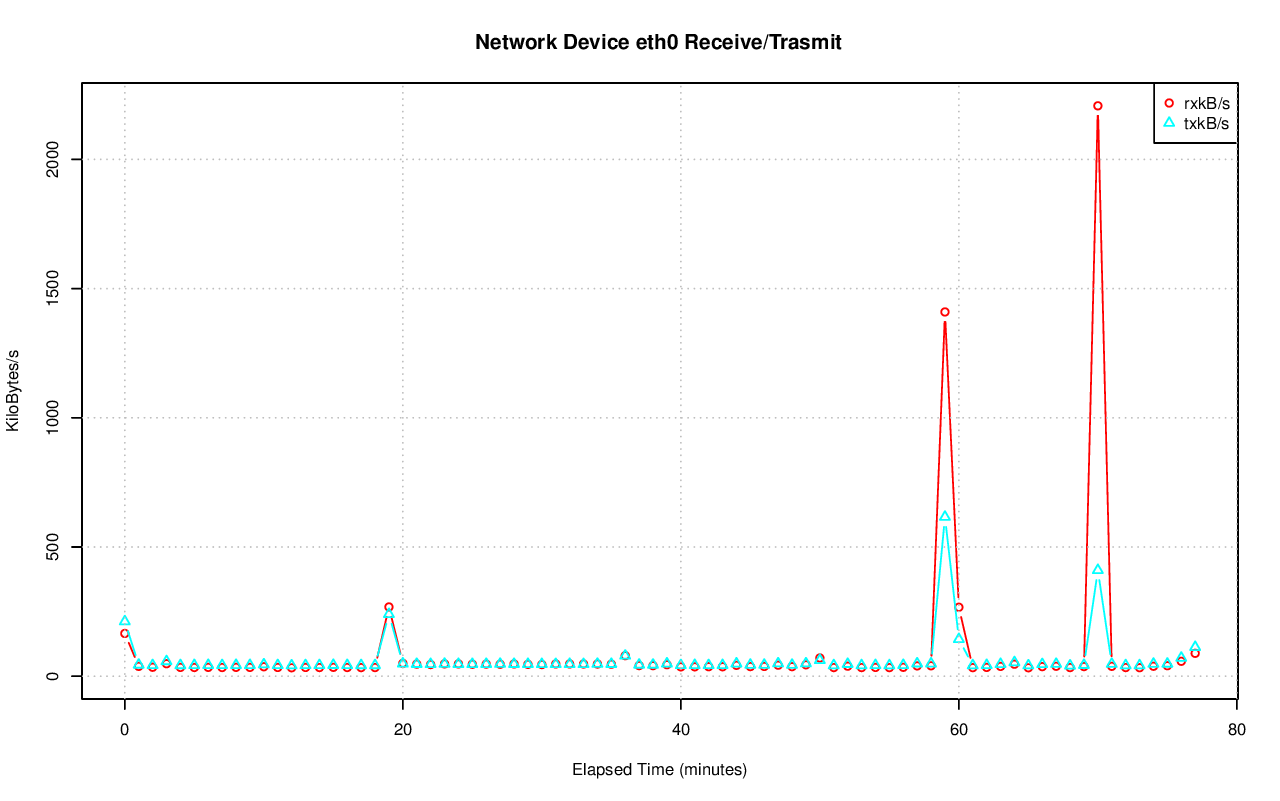 Network Device eth0 Receive/Trasmit
rxkB/s
txkB/s
KiloBytes/s
2000
1500
1000
500
0
0 20 40 60 80
Elapsed Time (minutes)